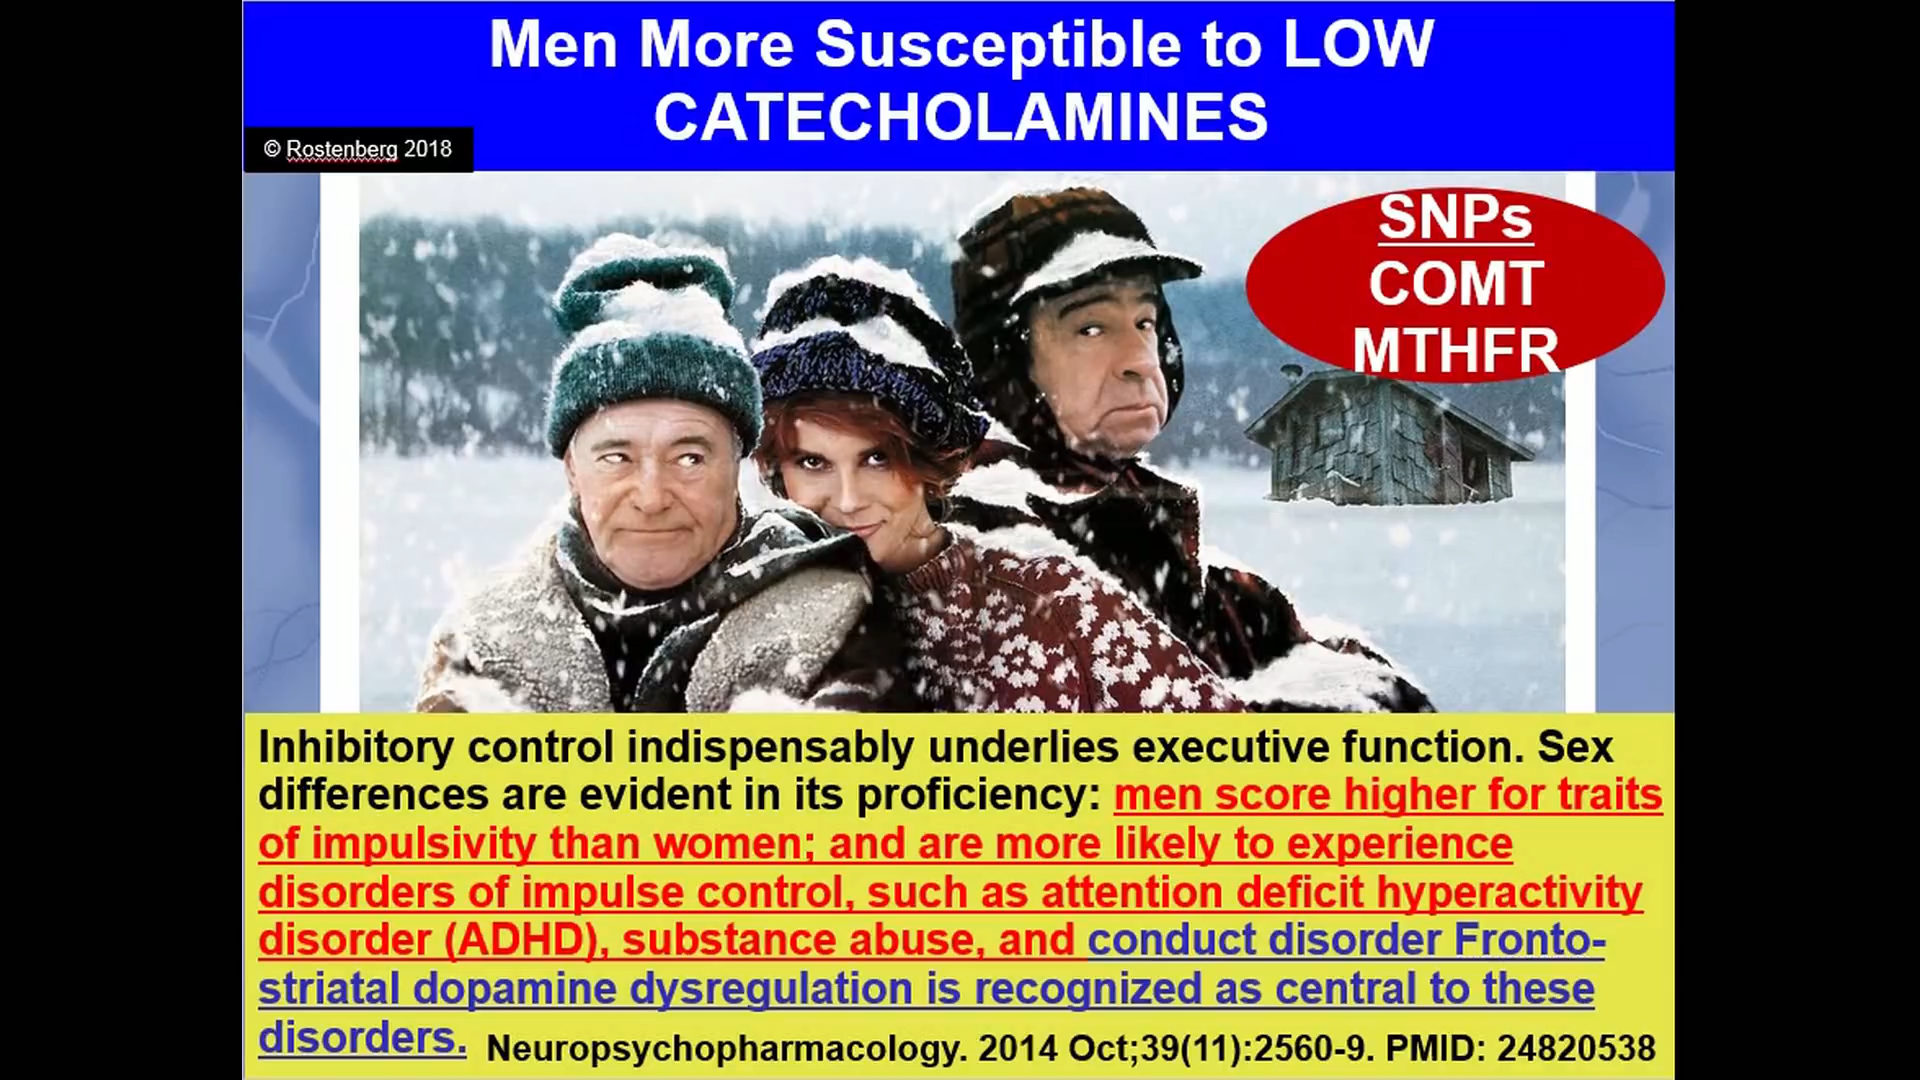 Men More Susceptible to LOW
CATECHOLAMINES
© Rostenberg 2018
SNPs
COMT
MTHFR
Inhibitory control indispensably underlies executive function. Sex
differences are evident in its proficiency: men score higher for traits
of impulsivity than women; and are more likely to experience
disorders of impulse control, such as attention deficit hyperactivity
disorder (ADHD), substance abuse, and conduct disorder Fronto-
striatal dopamine dysregulation is recognized as central to these
disorders. Neuropsychopharmacology. 2014 Oct;39(11):2560-9. PMID: 24820538